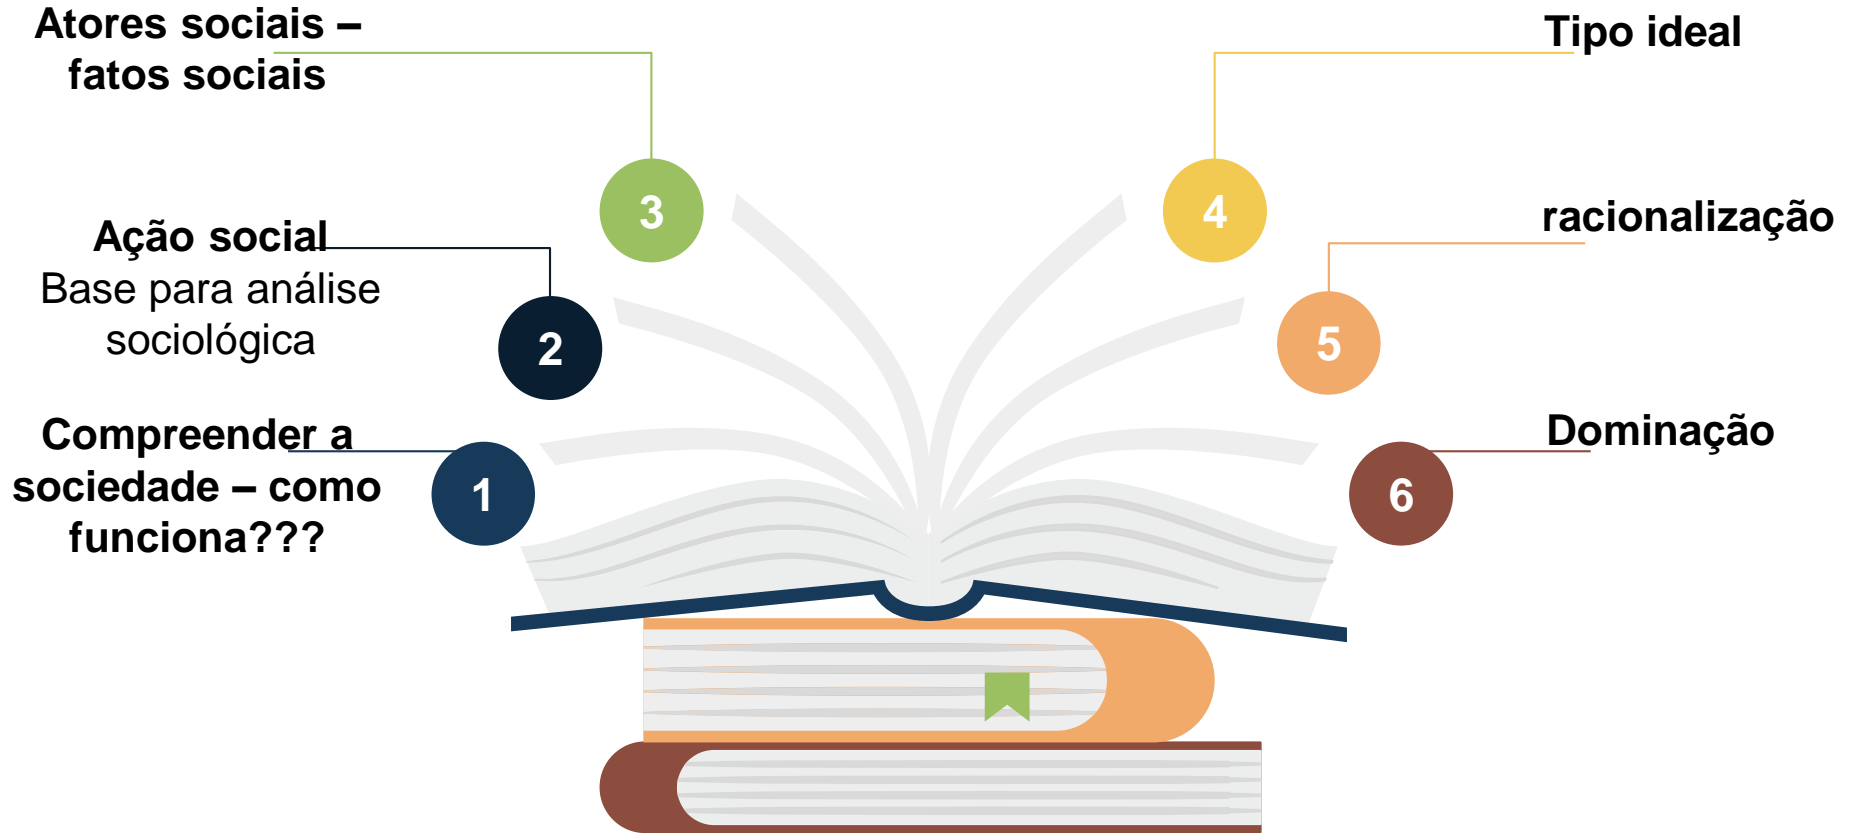 Atores sociais –
fatos sociais
3
Ação social
Base para análise
sociológica
2
Compreender a
sociedade – como
funciona???
1
Tipo ideal
4
racionalização
5
Dominação
6